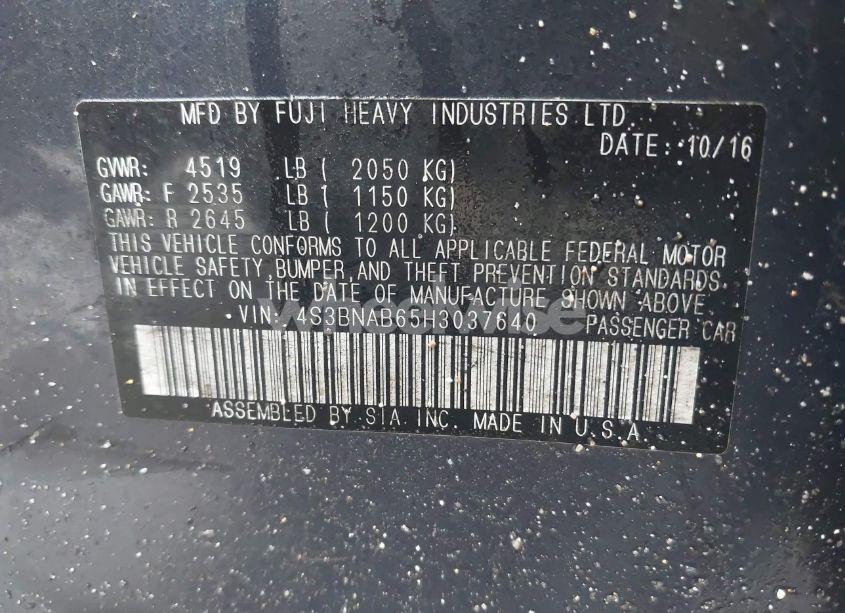 MFD BY FUJI HEAVY INDUSTRIES LTD.
DATE: 10/16
GVWR: 4519 LB ( 2050 KG)
GAWR: F 2535 LB ( 1150 KG)
GAWR: R 2645 LB ( 1200 KG)
THIS VEHICLE CONFORMS TO ALL APPLICABLE FEDERAL MOTOR
VEHICLE SAFETY, BUMPER, AND THEFT PREVENTION STANDARDS
IN EFFECT ON THE DATE OF MANUFACTURE SHOWN ABOVE.
VIN: 4S3BNAB65H3037640 PASSENGER CAR
wheelwise
ASSEMBLED BY SIA INC. MADE IN U.S.A.